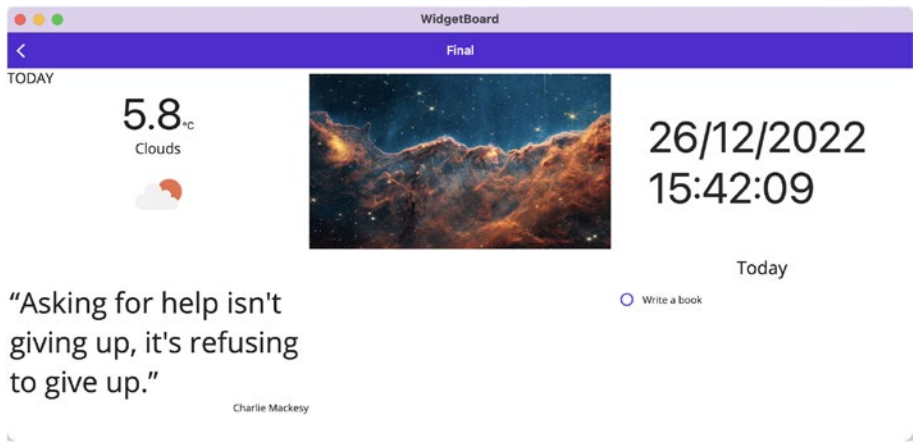 WidgetBoard
Final
TODAY
5.8°C
Clouds
26/12/2022
15:42:09
“Asking for help isn't
giving up, it's refusing
to give up.”
Charlie Mackesy
Today
Write a book